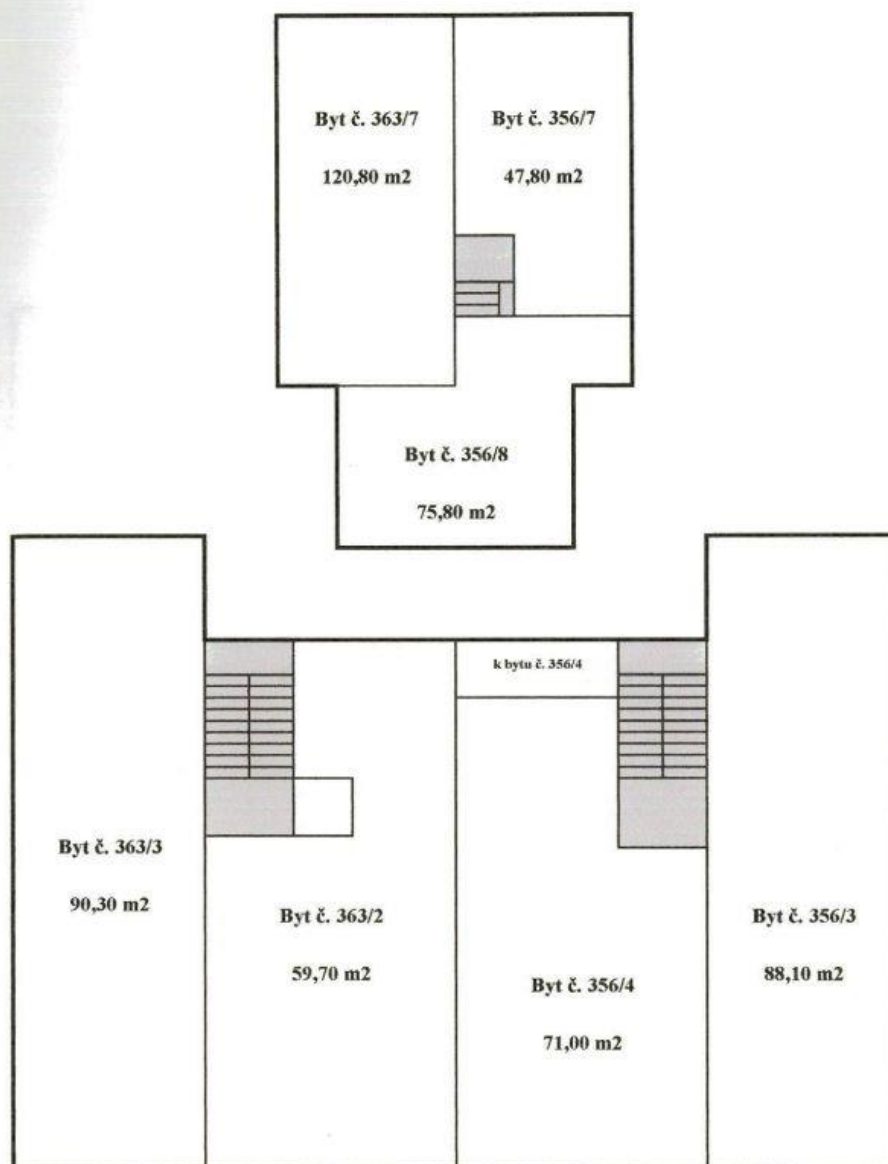 Byt č. 363/7
120,80 m2
Byt č. 356/7
47,80 m2
Byt č. 356/8
75,80 m2
k bytu č. 356/4
Byt č. 363/3
90,30 m2
Byt č. 363/2
59,70 m2
Byt č. 356/4
71,00 m2
Byt č. 356/3
88,10 m2